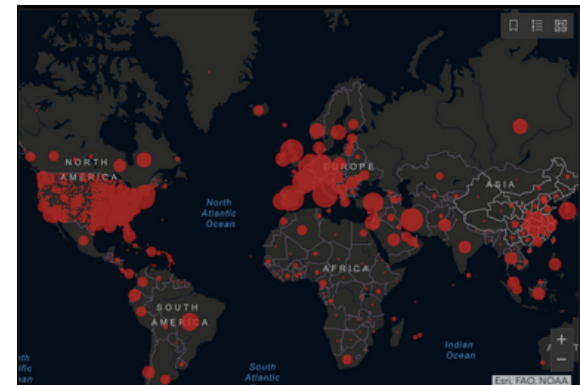 NORTH
AMERICA
EUROPE
ASIA
North
Atlantic
Ocean
AFRICA
SOUTH
AMERICA
Indian
Ocean
South
Atlantic
+
−
Esri, FAO, NOAA